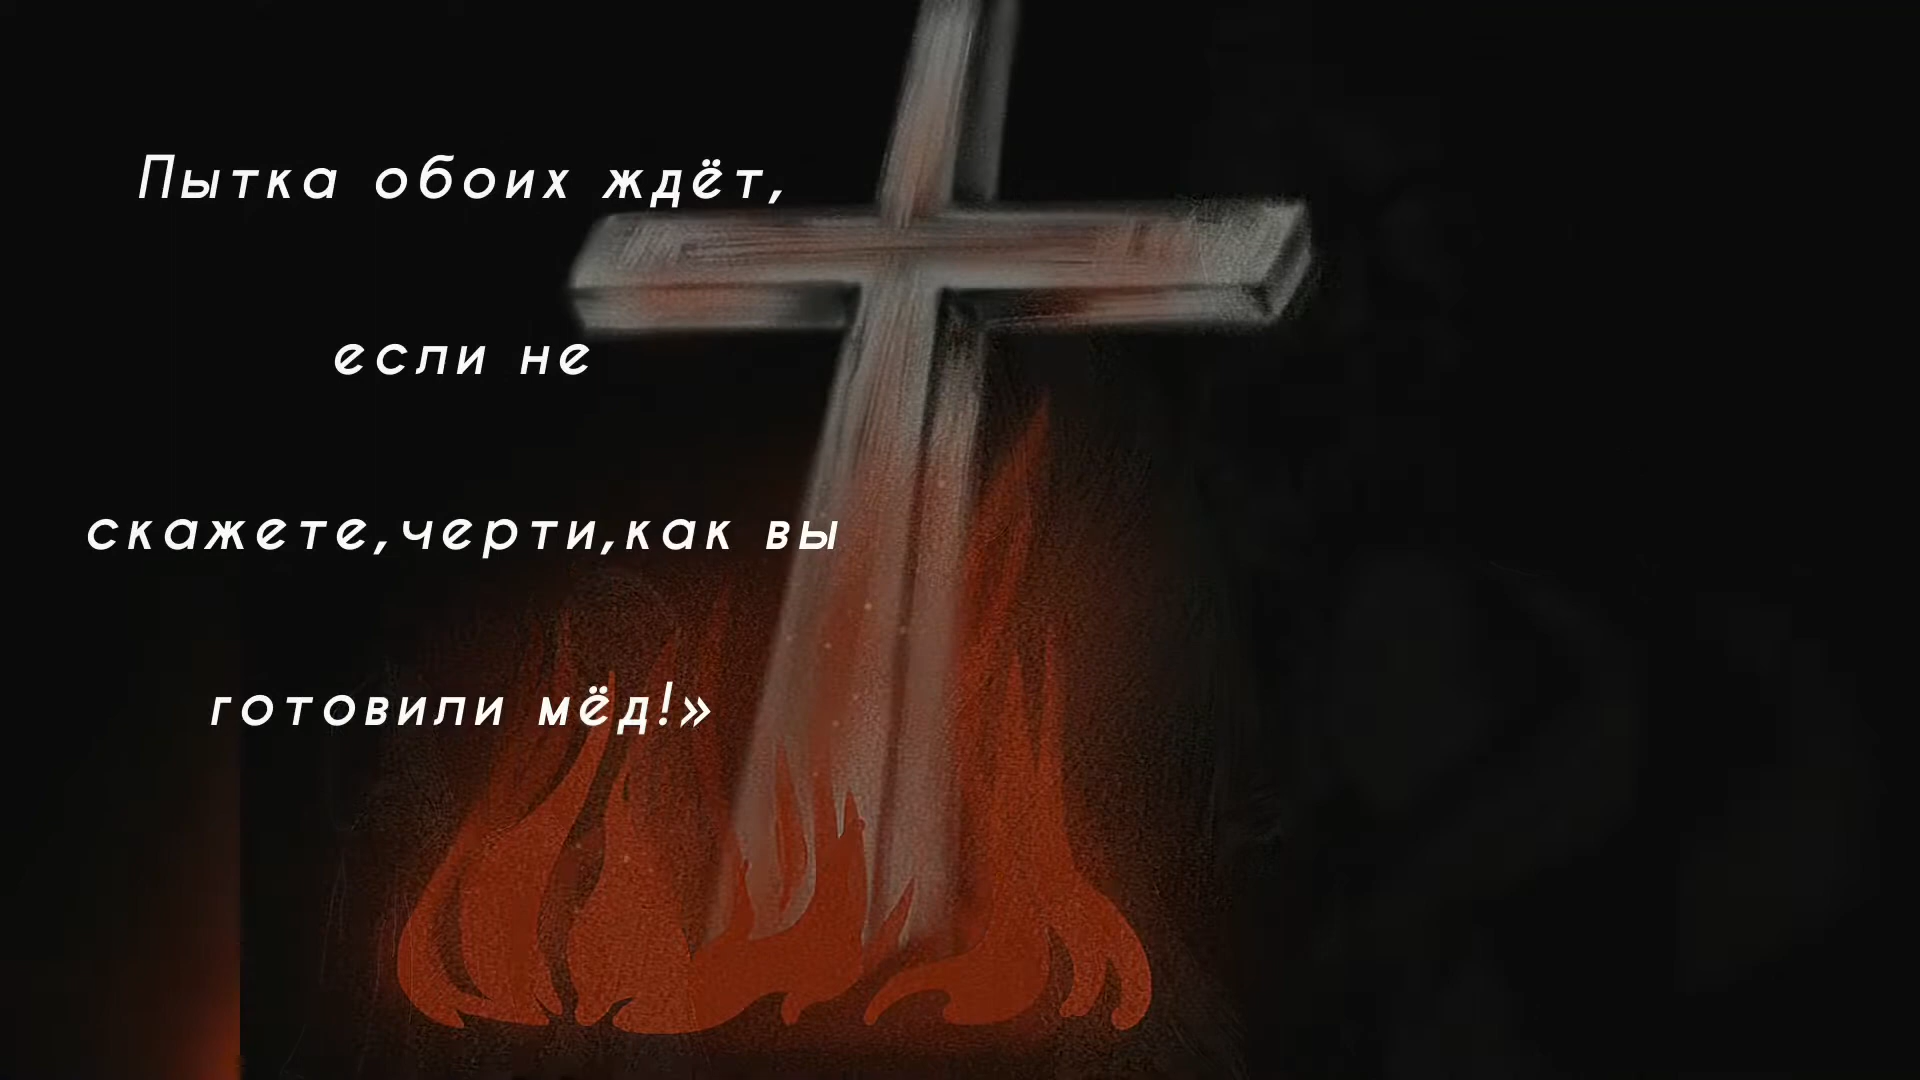 Пытка обоих ждёт,
если не
скажете,черти,как вы
готовили мёд!»